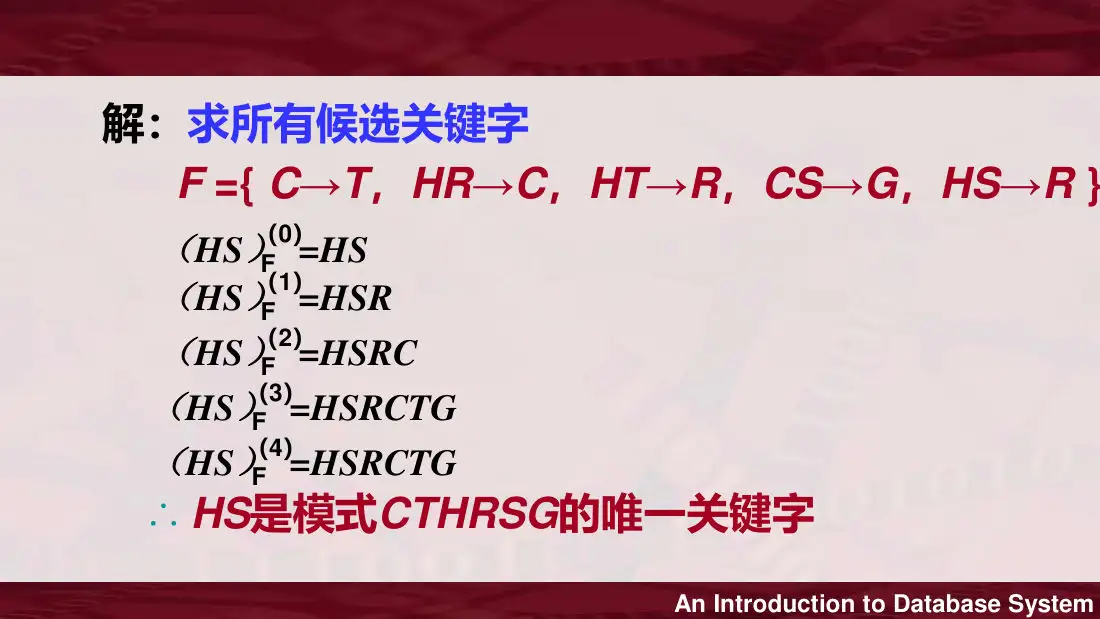 解：求所有候选关键字
F ={ C→T，HR→C，HT→R，CS→G，HS→R }
（HS）F(0)=HS
（HS）F(1)=HSR
（HS）F(2)=HSRC
（HS）F(3)=HSRCTG
（HS）F(4)=HSRCTG
∴ HS是模式CTHRSG的唯一关键字
An Introduction to Database System